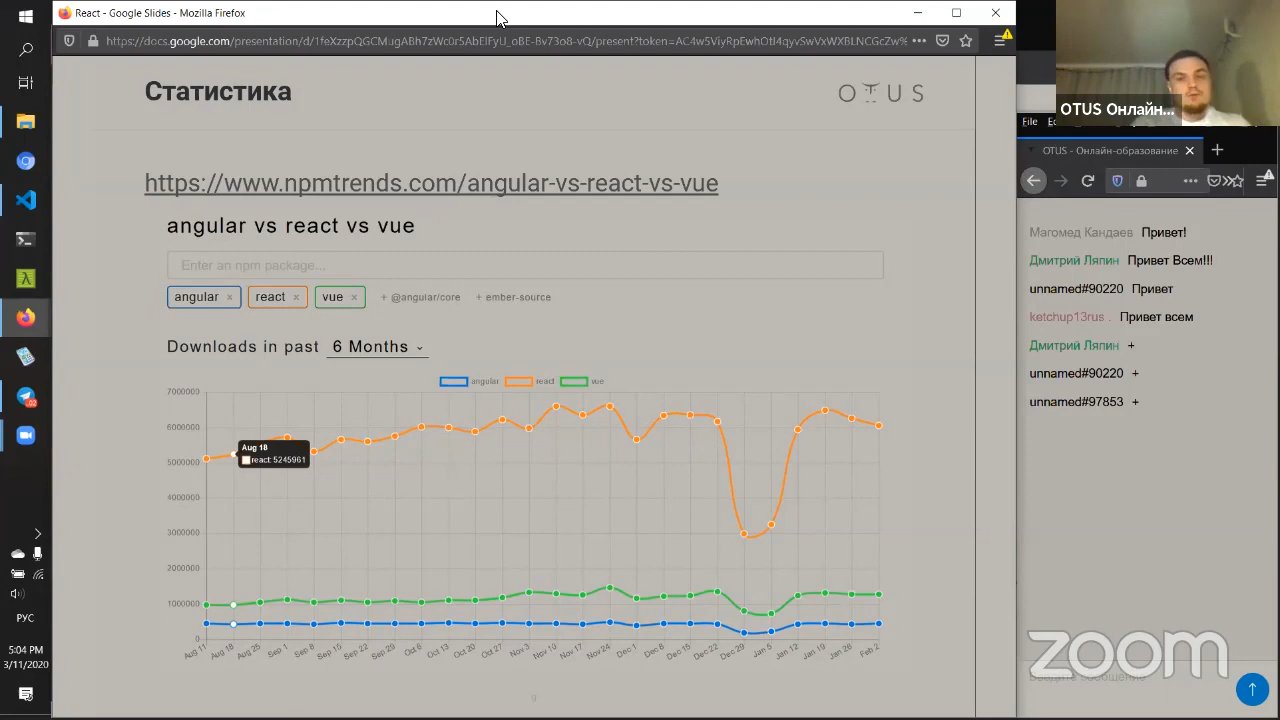 React - Google Slides - Mozilla Firefox
Статистика
OTUS
https://www.npmtrends.com/angular-vs-react-vs-vue
angular vs react vs vue
Enter an npm package...
angular × react × vue × + @angular/core + ember-source
Downloads in past 6 Months
angular react vue
7000000
6000000
5000000
4000000
3000000
2000000
1000000
0
Aug 18
react: 5245961
Aug 11 Aug 18 Aug 25 Sep 1 Sep 8 Sep 15 Sep 22 Sep 29 Oct 6 Oct 13 Oct 20 Oct 27 Nov 3 Nov 10 Nov 17 Nov 24 Dec 1 Dec 8 Dec 15 Dec 22 Dec 29 Jan 5 Jan 12 Jan 19 Jan 26 Feb 2
9
OTUS Онлайн...
File
OTUS - Онлайн-образование
Магомед Кандаев Привет!
Дмитрий Ляпин Привет Всем!!!
unnamed#90220 Привет
ketchup13rus . Привет всем
Дмитрий Ляпин +
unnamed#90220 +
unnamed#97853 +
Введите сообщение
zoom
РУС
5:04 PM
3/11/2020